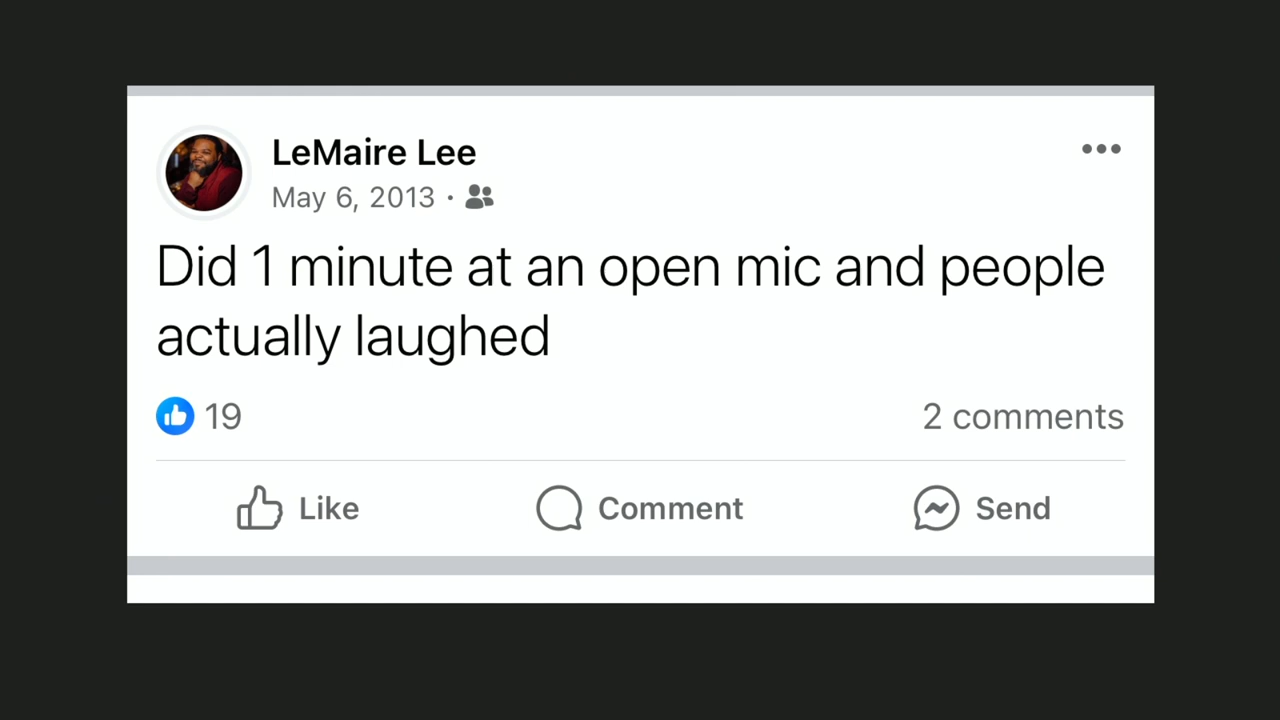 LeMaire Lee
May 6, 2013 ·
Did 1 minute at an open mic and people
actually laughed
19
2 comments
Like
Comment
Send